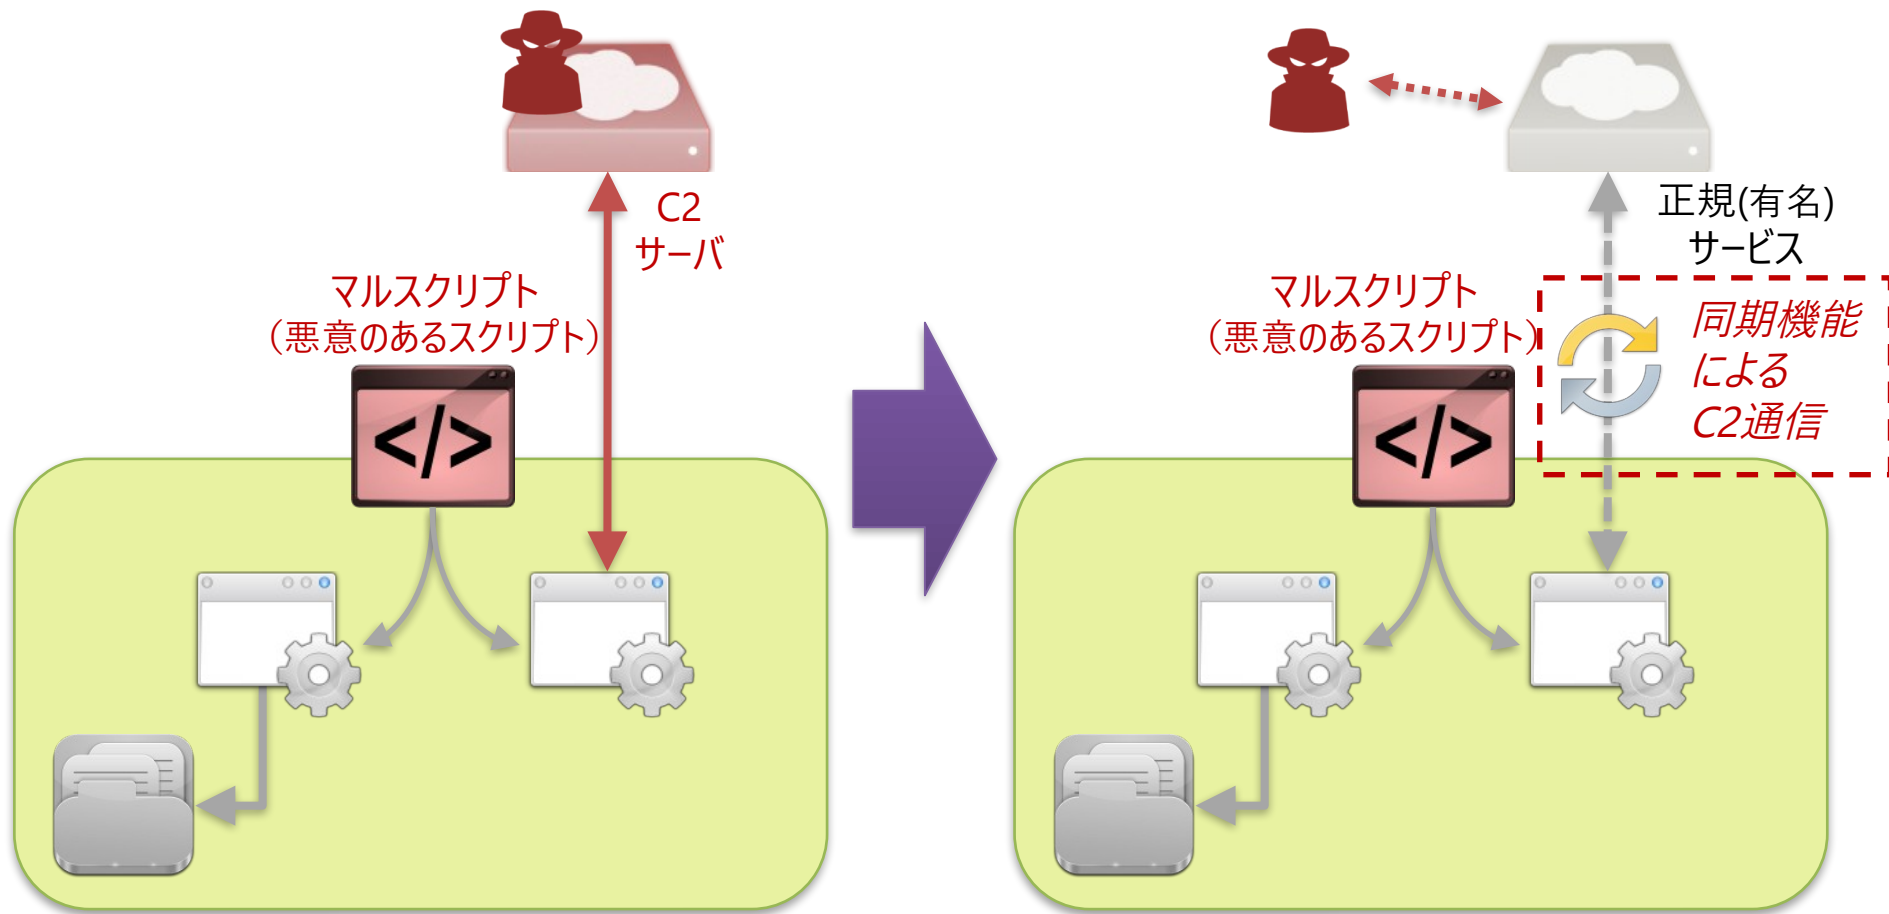 C2
サーバ
マルスクリプト
（悪意のあるスクリプト）
</>
正規(有名)
サービス
マルスクリプト
（悪意のあるスクリプト）
同期機能
による
C2通信
</>